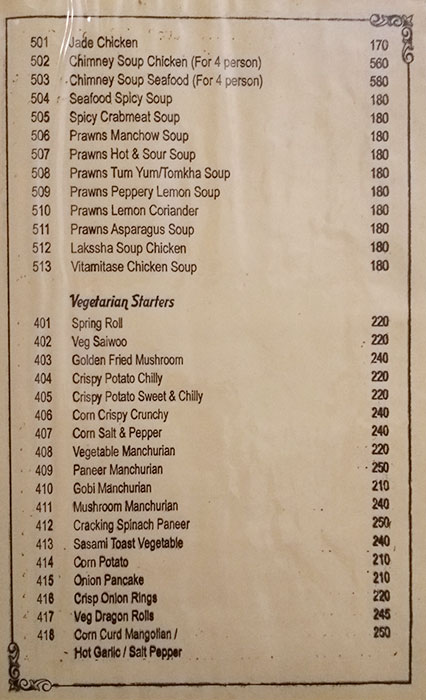 501 Jade Chicken 170
502 Chimney Soup Chicken (For 4 person) 560
503 Chimney Soup Seafood (For 4 person) 560
504 Seafood Spicy Soup 180
505 Spicy Crabmeat Soup 180
506 Prawns Manchow Soup 180
507 Prawns Hot & Sour Soup 180
508 Prawns Tum Yum/Tomkha Soup 180
509 Prawns Peppery Lemon Soup 180
510 Prawns Lemon Coriander 180
511 Prawns Asparagus Soup 180
512 Lakssha Soup Chicken 180
513 Vitamitase Chicken Soup 180
Vegetarian Starters
401 Spring Roll 220
402 Veg Saiwoo 220
403 Golden Fried Mushroom 240
404 Crispy Potato Chilly 220
405 Crispy Potato Sweet & Chilly 220
406 Corn Crispy Crunchy 240
407 Corn Salt & Pepper 240
408 Vegetable Manchurian 220
409 Paneer Manchurian 250
410 Gobi Manchurian 210
411 Mushroom Manchurian 240
412 Cracking Spinach Paneer 250
413 Sasami Toast Vegetable 240
414 Corn Potato 210
415 Onion Pancake 210
416 Crisp Onion Rings 220
417 Veg Dragon Rolls 245
418 Corn Curd Mangolian / 250
Hot Garlic / Salt Pepper